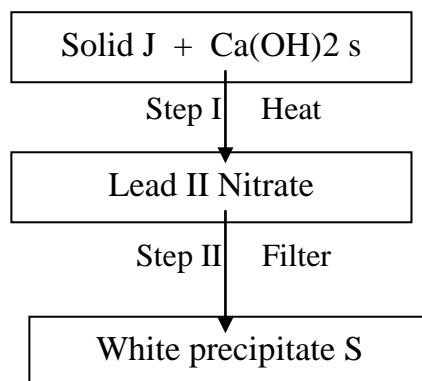 Solid J + Ca(OH)2 s
Step I Heat
Lead II Nitrate
Step II Filter
White precipitate S